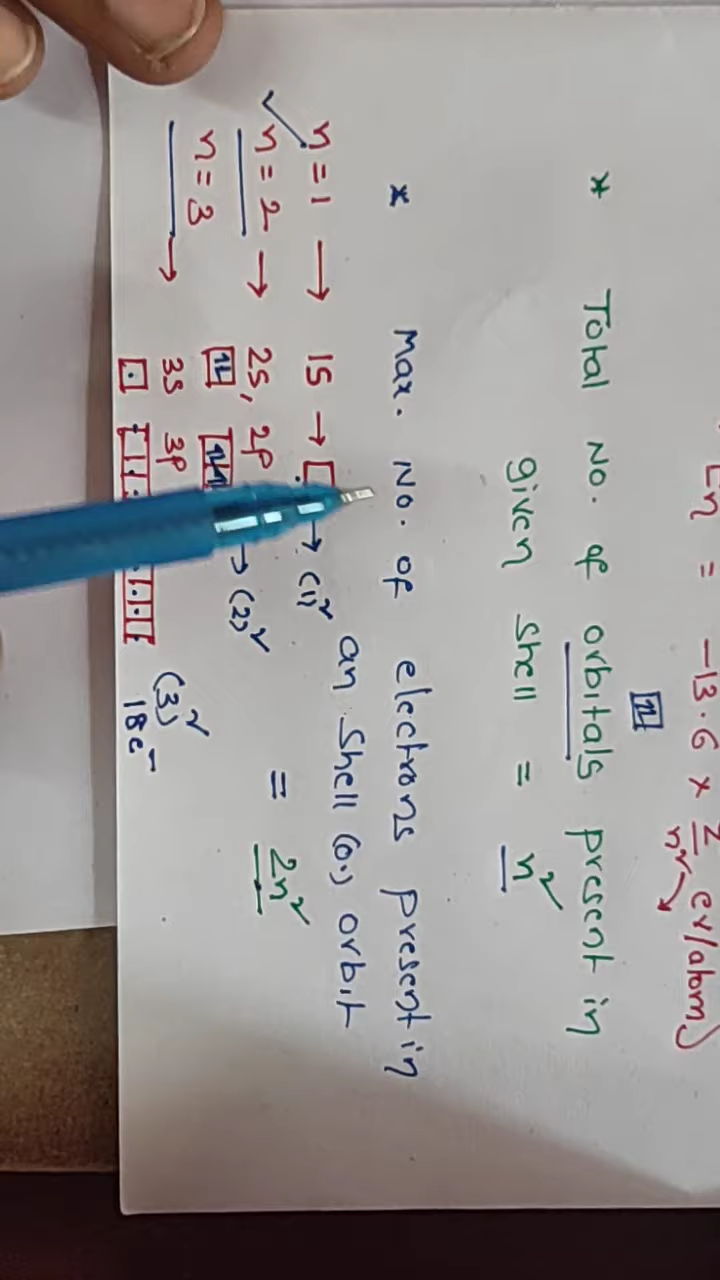 En = -13.6 × Z/n² ev/atom)
* Total No. of orbitals present in
given shell = n²
* Max. No. of electrons present in
an shell (or) orbit
= 2n²
n = 1 → 1s → → (1)²
n = 2 → 2s, 2p → (2)²
n = 3 → 3s 3p (3)²
18e⁻